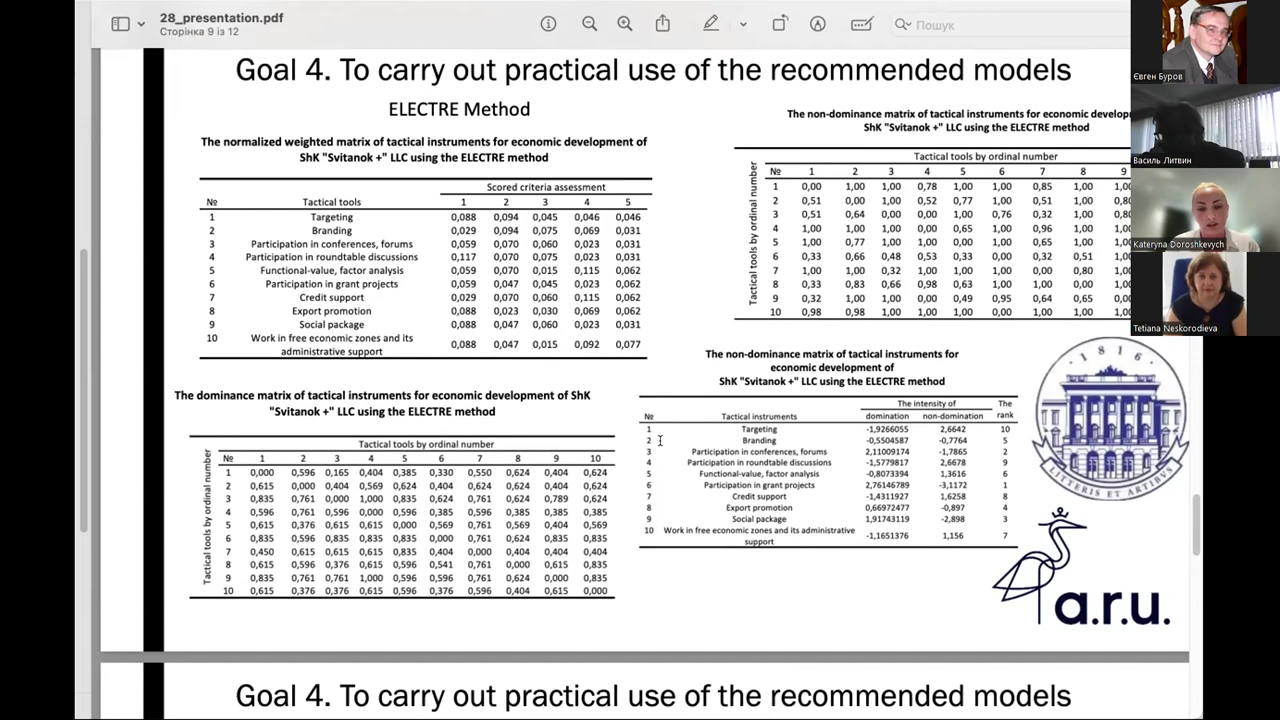 28_presentation.pdf
Сторінка 9 із 12
Пошук
Goal 4. To carry out practical use of the recommended models
ELECTRE Method
The normalized weighted matrix of tactical instruments for economic development of
ShK "Svitanok +" LLC using the ELECTRE method
Scored criteria assessment
№ Tactical tools 1 2 3 4 5
1 Targeting 0,088 0,094 0,045 0,046 0,046
2 Branding 0,029 0,094 0,075 0,069 0,031
3 Participation in conferences, forums 0,059 0,070 0,060 0,023 0,031
4 Participation in roundtable discussions 0,117 0,070 0,075 0,023 0,031
5 Functional-value, factor analysis 0,059 0,070 0,015 0,115 0,062
6 Participation in grant projects 0,059 0,047 0,045 0,023 0,062
7 Credit support 0,029 0,070 0,060 0,115 0,062
8 Export promotion 0,088 0,023 0,030 0,069 0,062
9 Social package 0,088 0,047 0,060 0,023 0,031
10 Work in free economic zones and its
administrative support 0,088 0,047 0,015 0,092 0,077
The dominance matrix of tactical instruments for economic development of ShK
"Svitanok +" LLC using the ELECTRE method
Tactical tools by ordinal number
Tactical tools by ordinal number
№ 1 2 3 4 5 6 7 8 9 10
1 0,000 0,596 0,165 0,404 0,385 0,330 0,550 0,624 0,404 0,624
2 0,615 0,000 0,404 0,569 0,624 0,404 0,624 0,404 0,404 0,624
3 0,835 0,761 0,000 1,000 0,835 0,624 0,761 0,624 0,789 0,624
4 0,596 0,761 0,596 0,000 0,596 0,385 0,596 0,385 0,385 0,385
5 0,615 0,376 0,615 0,615 0,000 0,569 0,761 0,569 0,404 0,569
6 0,835 0,596 0,835 0,835 0,835 0,000 0,761 0,624 0,835 0,835
7 0,450 0,615 0,615 0,615 0,835 0,404 0,000 0,404 0,404 0,404
8 0,615 0,596 0,376 0,615 0,596 0,541 0,761 0,000 0,615 0,835
9 0,835 0,761 0,761 1,000 0,596 0,596 0,761 0,624 0,000 0,835
10 0,615 0,376 0,376 0,615 0,596 0,376 0,596 0,404 0,615 0,000
The non-dominance matrix of tactical instruments for economic develop
ShK "Svitanok +" LLC using the ELECTRE method
Tactical tools by ordinal number
Tactical tools by ordinal number
№ 1 2 3 4 5 6 7 8 9
1 0,00 1,00 1,00 0,78 1,00 1,00 0,85 1,00 1,00
2 0,51 0,00 1,00 0,52 0,77 1,00 0,51 1,00 0,80
3 0,51 0,64 0,00 0,00 1,00 0,76 0,32 1,00 0,80
4 1,00 1,00 1,00 0,00 0,65 1,00 0,96 1,00 1,00
5 1,00 0,77 1,00 1,00 0,00 1,00 0,65 1,00 1,00
6 0,33 0,66 0,48 0,53 0,33 0,00 0,32 0,51 1,00
7 1,00 1,00 0,32 1,00 1,00 1,00 0,00 0,80 1,00
8 0,33 0,83 0,66 0,98 0,63 1,00 1,00 0,00 1,00
9 0,32 1,00 1,00 0,00 0,49 0,95 0,64 0,65 0,00
10 0,98 0,98 1,00 1,00 1,00 0,00 1,00 1,00 1,00
The non-dominance matrix of tactical instruments for
economic development of
ShK "Svitanok +" LLC using the ELECTRE method
The intensity of The
№ Tactical instruments domination non-domination rank
1 Targeting -1,9266055 2,6642 10
2 Branding -0,5504587 -0,7764 5
3 Participation in conferences, forums 2,11009174 -1,7865 2
4 Participation in roundtable discussions -1,5779817 2,6678 9
5 Functional-value, factor analysis -0,8073394 1,3616 6
6 Participation in grant projects 2,76146789 -3,1172 1
7 Credit support -1,4311927 1,6258 8
8 Export promotion 0,66972477 -0,897 4
9 Social package 1,91743119 -2,898 3
10 Work in free economic zones and its administrative
support -1,1651376 1,156 7
1816
LITTERIS ET ARTIBUS
a.r.u.
Євген Буров
Василь Литвин
Kateryna Doroshkevych
Tetiana Neskorodieva
Goal 4. To carry out practical use of the recommended models